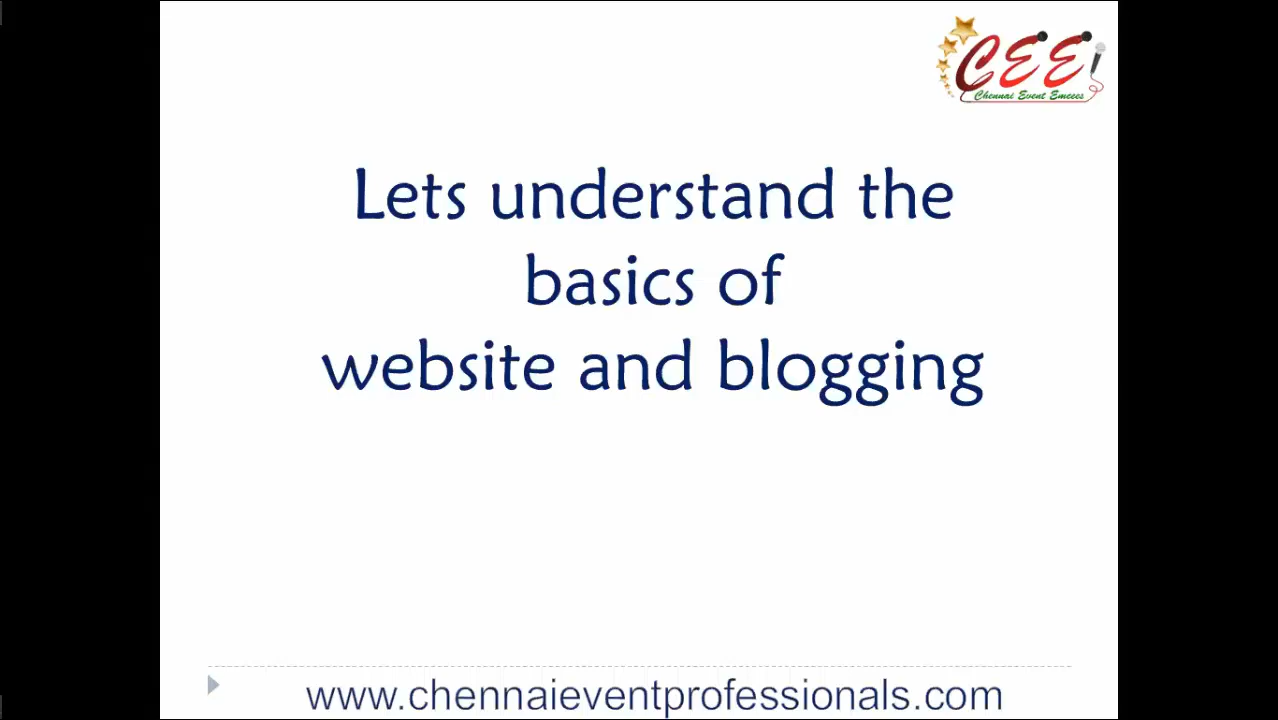 CEE
Chennai Event Emcees
Lets understand the
basics of
website and blogging
www.chennaieventprofessionals.com